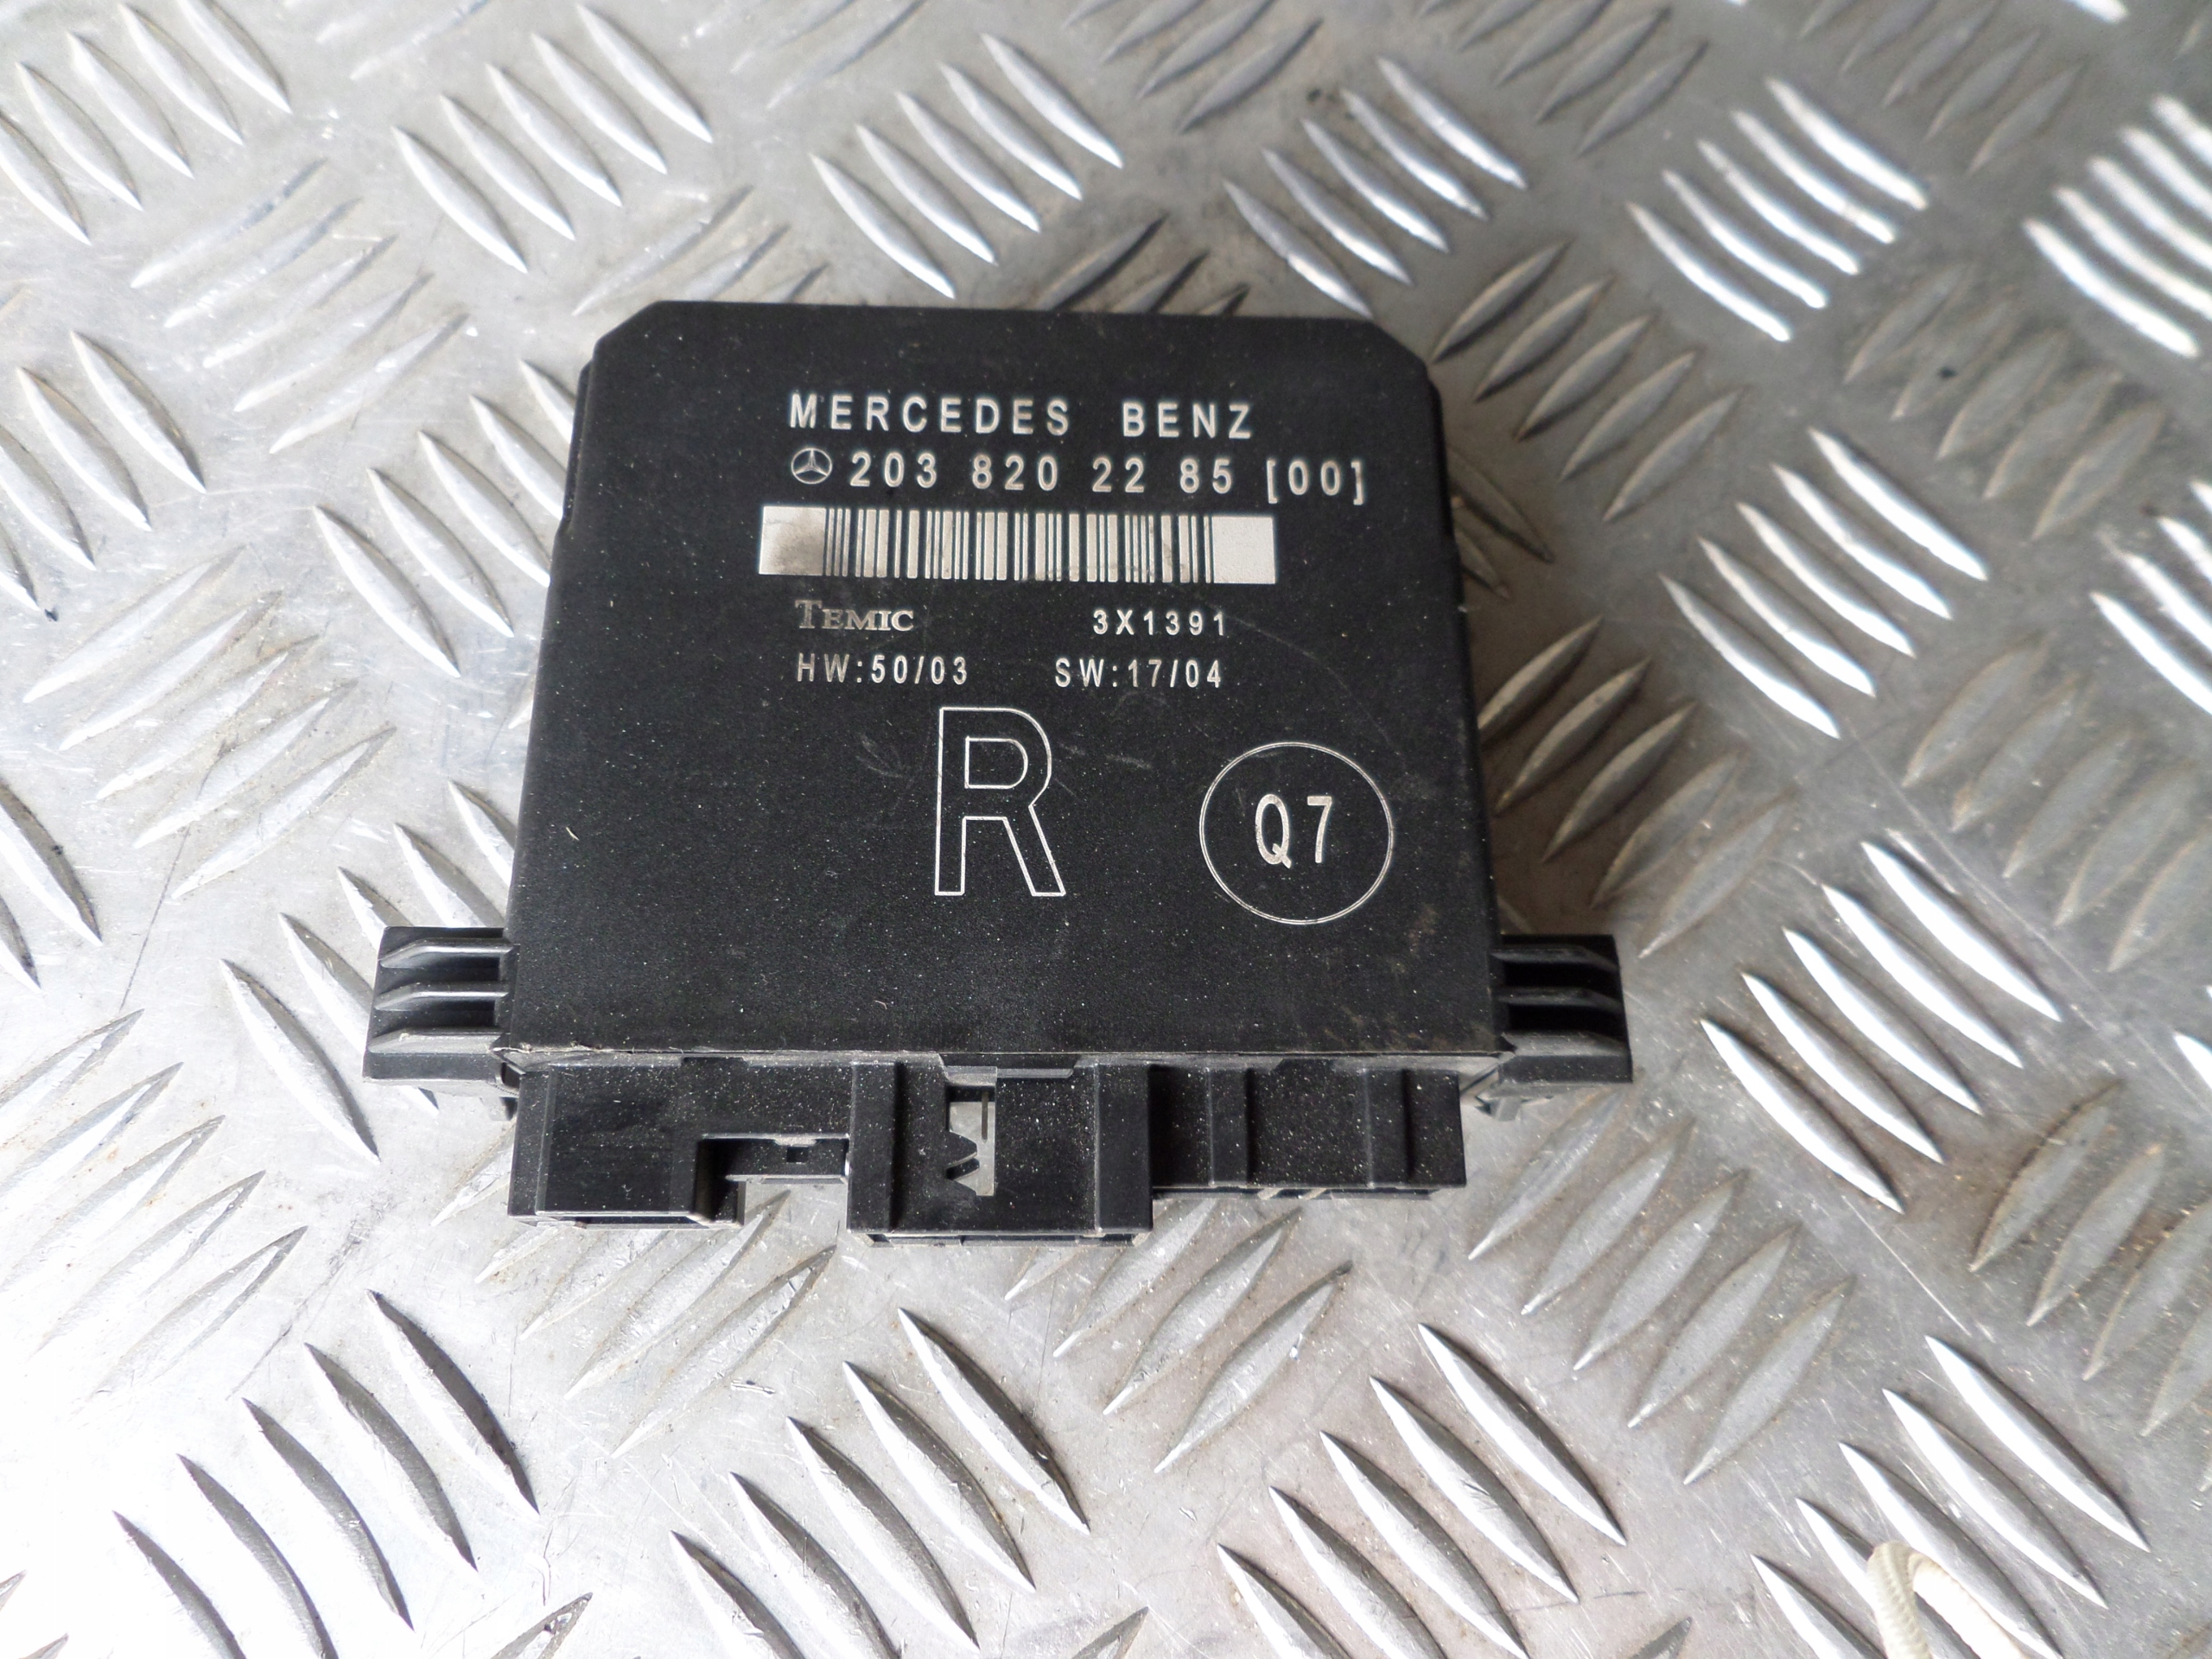 MERCEDES BENZ
203 820 22 85 [00]
TEMIC 3X1391
HW:50/03 SW:17/04
R
Q7